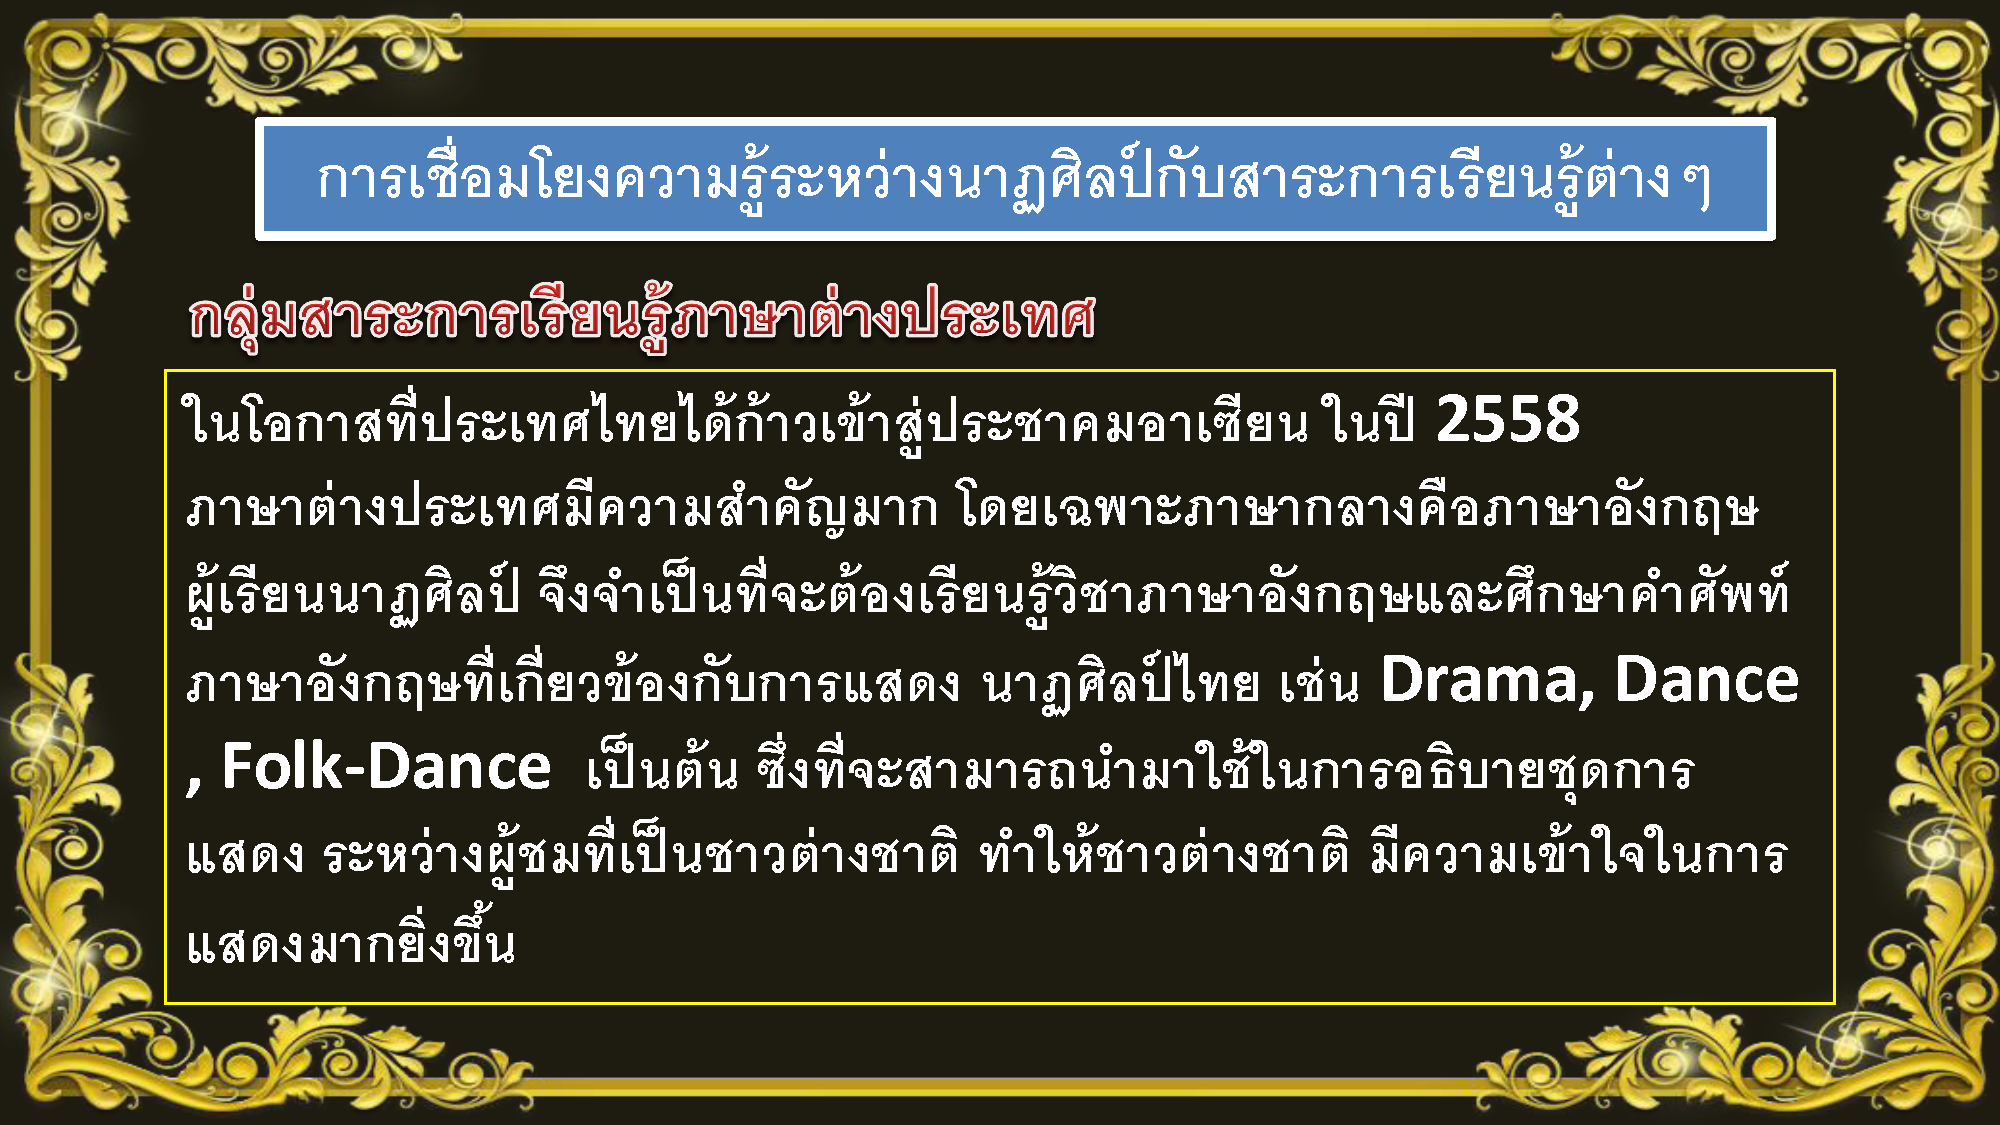 การเชื่อมโยงความรู้ระหว่างนาฏศิลป์กับสาระการเรียนรู้ต่าง ๆ
กลุ่มสาระการเรียนรู้ภาษาต่างประเทศ
ในโอกาสที่ประเทศไทยได้ก้าวเข้าสู่ประชาคมอาเซียน ในปี 2558
ภาษาต่างประเทศมีความสำคัญมาก โดยเฉพาะภาษากลางคือภาษาอังกฤษ
ผู้เรียนนาฏศิลป์ จึงจำเป็นที่จะต้องเรียนรู้วิชาภาษาอังกฤษและศึกษาคำศัพท์
ภาษาอังกฤษที่เกี่ยวข้องกับการแสดง นาฏศิลป์ไทย เช่น Drama, Dance
, Folk-Dance เป็นต้น ซึ่งที่จะสามารถนำมาใช้ในการอธิบายชุดการ
แสดง ระหว่างผู้ชมที่เป็นชาวต่างชาติ ทำให้ชาวต่างชาติ มีความเข้าใจในการ
แสดงมากยิ่งขึ้น